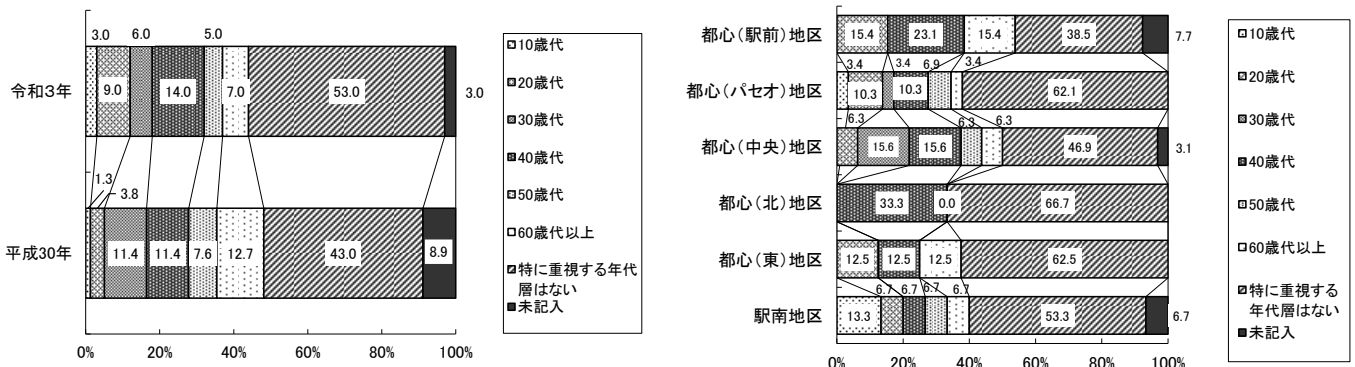 3.0 6.0 5.0
令和3年 9.0 14.0 7.0 53.0 3.0
1.3 3.8
平成30年 11.4 11.4 7.6 12.7 43.0 8.9
0% 20% 40% 60% 80% 100%
10歳代
20歳代
30歳代
40歳代
50歳代
60歳代以上
特に重視する年代
層はない
未記入
都心(駅前)地区 15.4 23.1 15.4 38.5 7.7
3.4 3.4 6.9 3.4
都心(パセオ)地区 10.3 10.3 62.1
6.3 6.3 6.3
都心(中央)地区 15.6 15.6 46.9 3.1
都心(北)地区 33.3 0.0 66.7
都心(東)地区 12.5 12.5 12.5 62.5
6.7 6.7 6.7 6.7
駅南地区 13.3 53.3 6.7
0% 20% 40% 60% 80% 100%
10歳代
20歳代
30歳代
40歳代
50歳代
60歳代以上
特に重視する
年代層はない
未記入